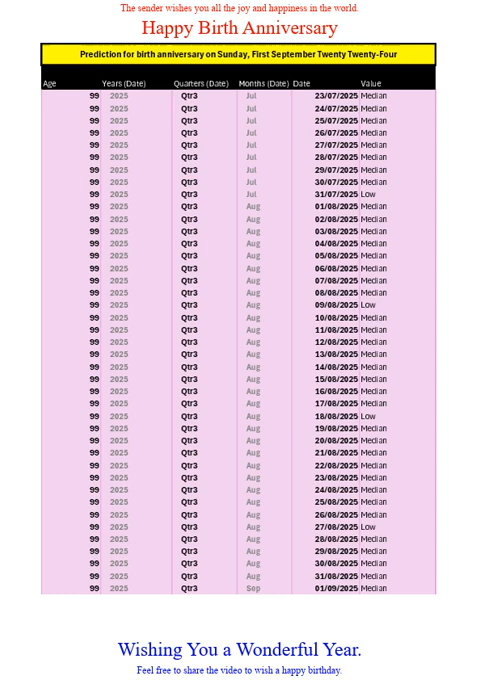 The sender wishes you all the joy and happiness in the world.
Happy Birth Anniversary
Prediction for birth anniversary on Sunday, First September Twenty Twenty-Four
Age Years (Date) Quarters (Date) Months (Date) Date Value
99 2025 Qtr3 Jul 23/07/2025 Median
99 2025 Qtr3 Jul 24/07/2025 Median
99 2025 Qtr3 Jul 25/07/2025 Median
99 2025 Qtr3 Jul 26/07/2025 Median
99 2025 Qtr3 Jul 27/07/2025 Median
99 2025 Qtr3 Jul 28/07/2025 Median
99 2025 Qtr3 Jul 29/07/2025 Median
99 2025 Qtr3 Jul 30/07/2025 Median
99 2025 Qtr3 Jul 31/07/2025 Low
99 2025 Qtr3 Aug 01/08/2025 Median
99 2025 Qtr3 Aug 02/08/2025 Median
99 2025 Qtr3 Aug 03/08/2025 Median
99 2025 Qtr3 Aug 04/08/2025 Median
99 2025 Qtr3 Aug 05/08/2025 Median
99 2025 Qtr3 Aug 06/08/2025 Median
99 2025 Qtr3 Aug 07/08/2025 Median
99 2025 Qtr3 Aug 08/08/2025 Median
99 2025 Qtr3 Aug 09/08/2025 Low
99 2025 Qtr3 Aug 10/08/2025 Median
99 2025 Qtr3 Aug 11/08/2025 Median
99 2025 Qtr3 Aug 12/08/2025 Median
99 2025 Qtr3 Aug 13/08/2025 Median
99 2025 Qtr3 Aug 14/08/2025 Median
99 2025 Qtr3 Aug 15/08/2025 Median
99 2025 Qtr3 Aug 16/08/2025 Median
99 2025 Qtr3 Aug 17/08/2025 Median
99 2025 Qtr3 Aug 18/08/2025 Low
99 2025 Qtr3 Aug 19/08/2025 Median
99 2025 Qtr3 Aug 20/08/2025 Median
99 2025 Qtr3 Aug 21/08/2025 Median
99 2025 Qtr3 Aug 22/08/2025 Median
99 2025 Qtr3 Aug 23/08/2025 Median
99 2025 Qtr3 Aug 24/08/2025 Median
99 2025 Qtr3 Aug 25/08/2025 Median
99 2025 Qtr3 Aug 26/08/2025 Median
99 2025 Qtr3 Aug 27/08/2025 Low
99 2025 Qtr3 Aug 28/08/2025 Median
99 2025 Qtr3 Aug 29/08/2025 Median
99 2025 Qtr3 Aug 30/08/2025 Median
99 2025 Qtr3 Aug 31/08/2025 Median
99 2025 Qtr3 Sep 01/09/2025 Median
Wishing You a Wonderful Year.
Feel free to share the video to wish a happy birthday.